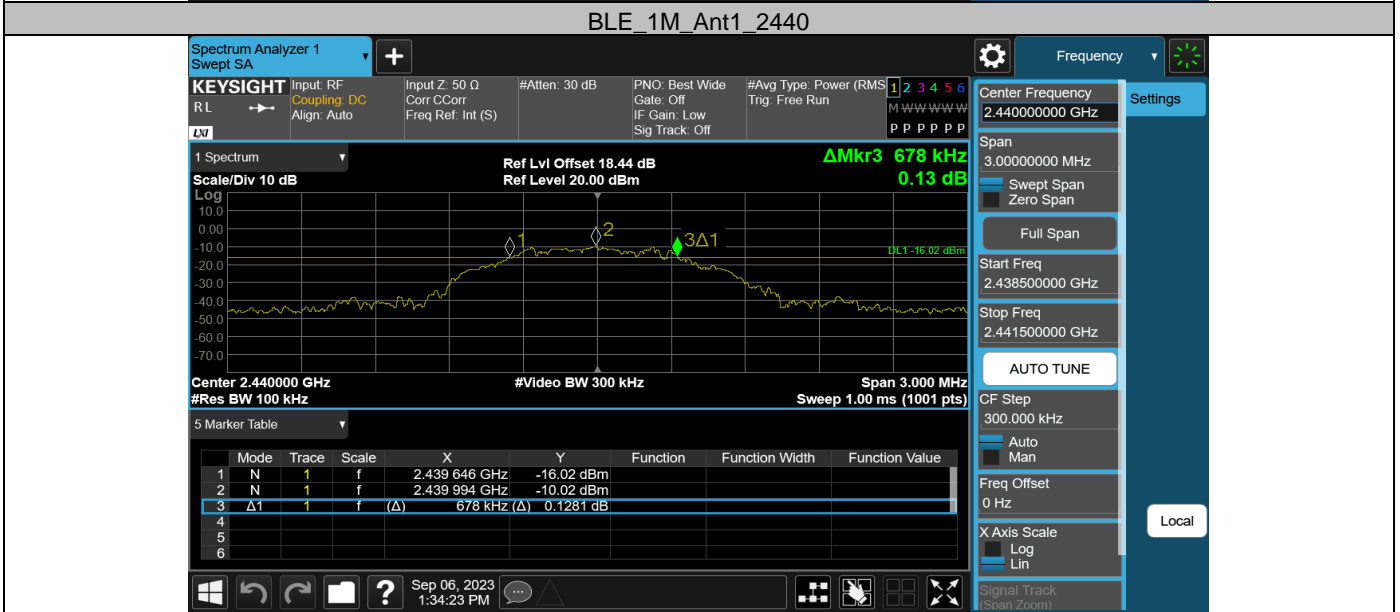 BLE_1M_Ant1_2440
Spectrum Analyzer 1
Swept SA
+
Frequency
KEYSIGHT
R L
LXI
Input: RF
Coupling: DC
Align: Auto
Input Z: 50 Ω
Corr CCorr
Freq Ref: Int (S)
#Atten: 30 dB
PNO: Best Wide
Gate: Off
IF Gain: Low
Sig Track: Off
#Avg Type: Power (RMS
Trig: Free Run
1 2 3 4 5 6
M W W W W W
P P P P P P
1 Spectrum
Scale/Div 10 dB
Ref Lvl Offset 18.44 dB
Ref Level 20.00 dBm
ΔMkr3 678 kHz
0.13 dB
Log
10.0
0.00
-10.0
-20.0
-30.0
-40.0
-50.0
-60.0
-70.0
1
2
3Δ1
DL1 -16.02 dBm
Center 2.440000 GHz
#Video BW 300 kHz
Span 3.000 MHz
#Res BW 100 kHz
Sweep 1.00 ms (1001 pts)
5 Marker Table
Mode Trace Scale X Y Function Function Width Function Value
1 N 1 f 2.439 646 GHz -16.02 dBm
2 N 1 f 2.439 994 GHz -10.02 dBm
3 Δ1 1 f (Δ) 678 kHz (Δ) 0.1281 dB
4
5
6
Sep 06, 2023
1:34:23 PM
?
Center Frequency
2.440000000 GHz
Settings
Span
3.00000000 MHz
Swept Span
Zero Span
Full Span
Start Freq
2.438500000 GHz
Stop Freq
2.441500000 GHz
AUTO TUNE
CF Step
300.000 kHz
Auto
Man
Freq Offset
0 Hz
X Axis Scale
Log
Lin
Local
Signal Track
(Span Zoom)